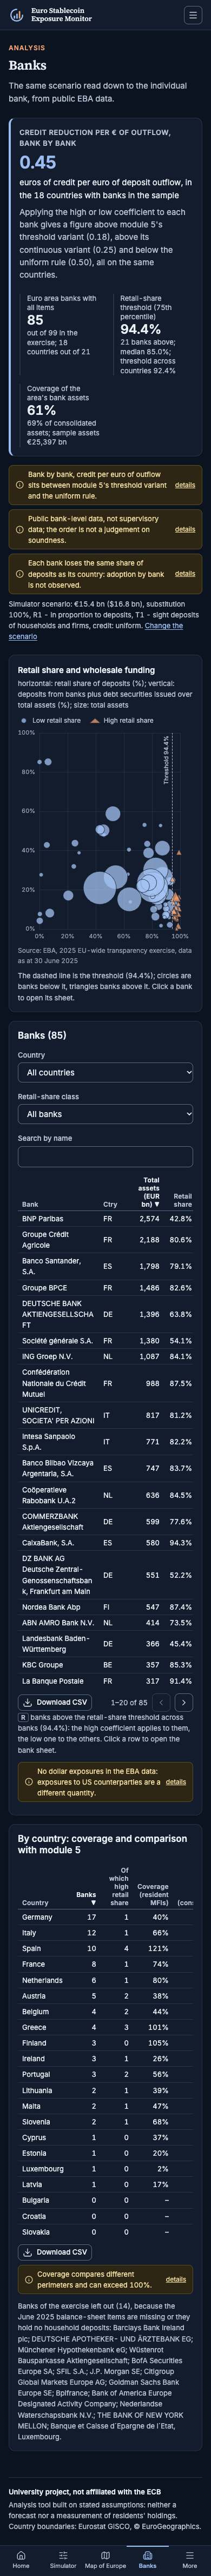 Euro Stablecoin
Exposure Monitor
ANALYSIS
Banks
The same scenario read down to the individual
bank, from public EBA data.
CREDIT REDUCTION PER € OF OUTFLOW,
BANK BY BANK
0.45
euros of credit per euro of deposit outflow, in
the 18 countries with banks in the sample
Applying the high or low coefficient to each
bank gives a figure above module 5's
threshold variant (0.18), above its
continuous variant (0.25) and below the
uniform rule (0.50), all on the same
countries.
Euro area banks with
all items
85
out of 99 in the
exercise; 18
countries out of 21
Retail-share
threshold (75th
percentile)
94.4%
21 banks above;
median 85.0%;
threshold across
countries 92.4%
Coverage of the
area's bank assets
61%
69% of consolidated
assets; sample assets
€25,397 bn
Bank by bank, credit per euro of outflow
sits between module 5's threshold variant
and the uniform rule.
details
Public bank-level data, not supervisory
data; the order is not a judgement on
soundness.
details
Each bank loses the same share of
deposits as its country: adoption by bank
is not observed.
details
Simulator scenario: €15.4 bn ($16.8 bn), substitution
100%, R1 - in proportion to deposits, T1 - sight deposits
of households and firms, credit: uniform. Change the
scenario
Retail share and wholesale funding
horizontal: retail share of deposits (%); vertical:
deposits from banks plus debt securities issued over
total assets (%); size: total assets
Low retail share
High retail share
100%
80%
60%
40%
20%
0%
Threshold 94.4%
0%
20%
40%
60%
80%
100%
Source: EBA, 2025 EU-wide transparency exercise, data
as at 30 June 2025
The dashed line is the threshold (94.4%); circles are
banks below it, triangles banks above it. Click a bank
to open its sheet.
Banks (85)
Country
All countries
Retail-share class
All banks
Search by name
Bank Ctry Total assets (EUR bn) ▼ Retail share
BNP Paribas FR 2,574 42.8%
Groupe Crédit Agricole FR 2,188 80.6%
Banco Santander, S.A. ES 1,798 79.1%
Groupe BPCE FR 1,486 82.6%
DEUTSCHE BANK AKTIENGESELLSCHAFT DE 1,396 63.8%
Société générale S.A. FR 1,380 54.1%
ING Groep N.V. NL 1,087 84.1%
Confédération Nationale du Crédit Mutuel FR 988 87.5%
UNICREDIT, SOCIETA' PER AZIONI IT 817 81.2%
Intesa Sanpaolo S.p.A. IT 771 82.2%
Banco Bilbao Vizcaya Argentaria, S.A. ES 747 83.7%
Coöperatieve Rabobank U.A.2 NL 636 84.5%
COMMERZBANK Aktiengesellschaft DE 599 77.6%
CaixaBank, S.A. ES 580 94.3%
DZ BANK AG Deutsche Zentral-Genossenschaftsbank, Frankfurt am Main DE 551 52.2%
Nordea Bank Abp FI 547 87.4%
ABN AMRO Bank N.V. NL 414 73.5%
Landesbank Baden-Württemberg DE 366 45.4%
KBC Groupe BE 357 85.3%
La Banque Postale FR 317 91.4%
Download CSV
1–20 of 85
R banks above the retail-share threshold across
banks (94.4%): the high coefficient applies to them,
the low one to the others. Click a row to open the
bank sheet.
No dollar exposures in the EBA data:
exposures to US counterparties are a
different quantity.
details
By country: coverage and comparison
with module 5
Country Banks ▼ Of which high retail share Coverage (resident MFIs) (cons
Germany 17 1 40%
Italy 12 1 66%
Spain 10 4 121%
France 8 1 74%
Netherlands 6 1 80%
Austria 5 2 38%
Belgium 4 2 44%
Greece 4 3 101%
Finland 3 0 105%
Ireland 3 1 26%
Portugal 3 2 56%
Lithuania 2 1 39%
Malta 2 1 47%
Slovenia 2 1 68%
Cyprus 1 0 37%
Estonia 1 0 20%
Luxembourg 1 0 2%
Latvia 1 0 17%
Bulgaria 0 0 –
Croatia 0 0 –
Slovakia 0 0 –
Download CSV
Coverage compares different
perimeters and can exceed 100%.
details
Banks of the exercise left out (14), because the
June 2025 balance-sheet items are missing or they
hold no household deposits: Barclays Bank Ireland
plc; DEUTSCHE APOTHEKER- UND ÄRZTEBANK EG;
Münchener Hypothekenbank eG; Wüstenrot
Bausparkasse Aktiengesellschaft; BofA Securities
Europe SA; SFIL S.A.; J.P. Morgan SE; Citigroup
Global Markets Europe AG; Goldman Sachs Bank
Europe SE; Bpifrance; Bank of America Europe
Designated Activity Company; Nederlandse
Waterschapsbank N.V.; THE BANK OF NEW YORK
MELLON; Banque et Caisse d´Epargne de l´Etat,
Luxembourg.
University project, not affiliated with the ECB
Analysis tool built on stated assumptions: neither a
forecast nor a measurement of residents' holdings.
Country boundaries: Eurostat GISCO, © EuroGeographics.
Home
Simulator
Map of Europe
Banks
More